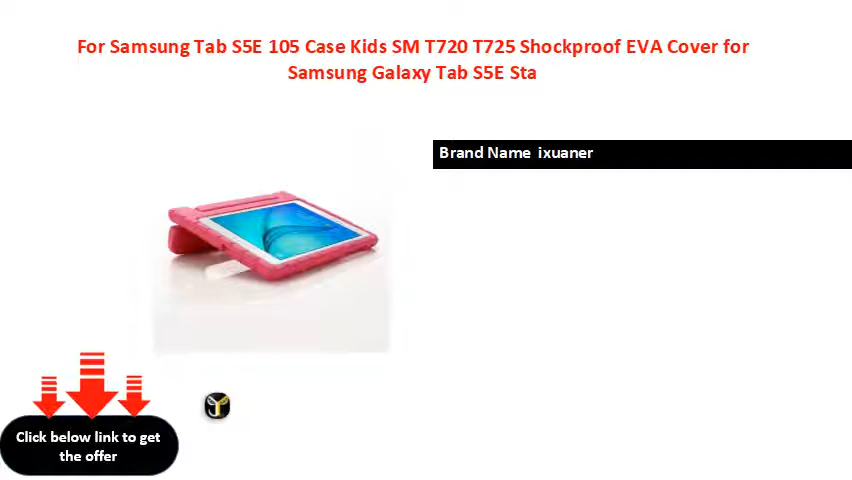 For Samsung Tab S5E 105 Case Kids SM T720 T725 Shockproof EVA Cover for
Samsung Galaxy Tab S5E Sta
Brand Name ixuaner
Click below link to get
the offer